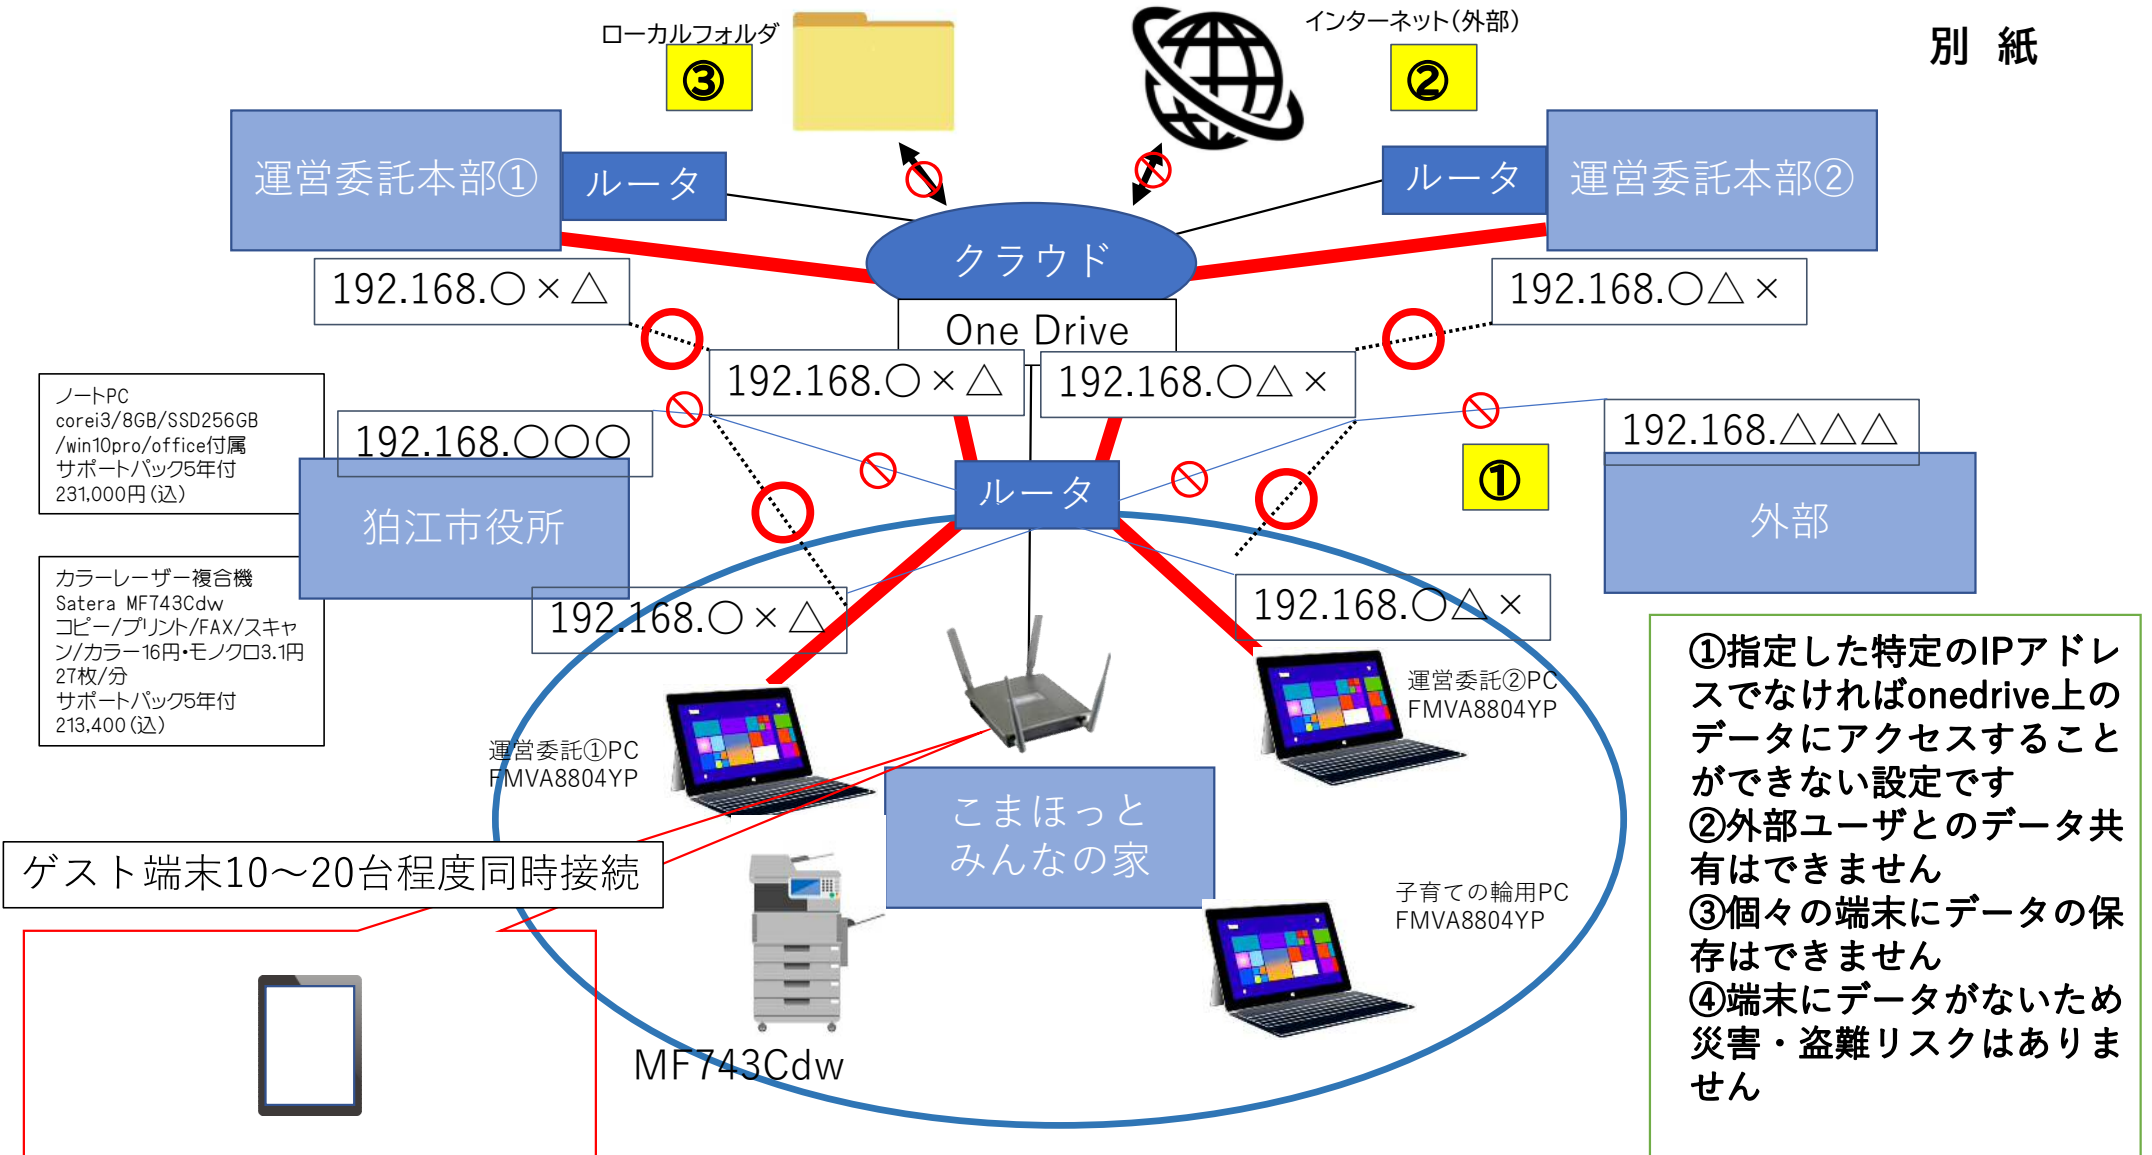 別 紙
ローカルフォルダ
③
インターネット(外部)
②
運営委託本部①
ルータ
ルータ
運営委託本部②
クラウド
One Drive
192.168.○×△
192.168.○△×
192.168.○×△
192.168.○△×
ノートPC
corei3/8GB/SSD256GB
/win10pro/office付属
サポートパック5年付
231,000円(込)
192.168.○○○
狛江市役所
ルータ
①
192.168.△△△
外部
カラーレーザー複合機
Satera MF743Cdw
コピー/プリント/FAX/スキャ
ン/カラー16円・モノクロ3.1円
27枚/分
サポートパック5年付
213,400(込)
192.168.○×△
192.168.○△×
運営委託①PC
FMVA8804YP
運営委託②PC
FMVA8804YP
こまほっと
みんなの家
ゲスト端末10～20台程度同時接続
子育ての輪用PC
FMVA8804YP
MF743Cdw
①指定した特定のIPアドレ
スでなければonedrive上の
データにアクセスすること
ができない設定です
②外部ユーザとのデータ共
有はできません
③個々の端末にデータの保
存はできません
④端末にデータがないため
災害・盗難リスクはありま
せん